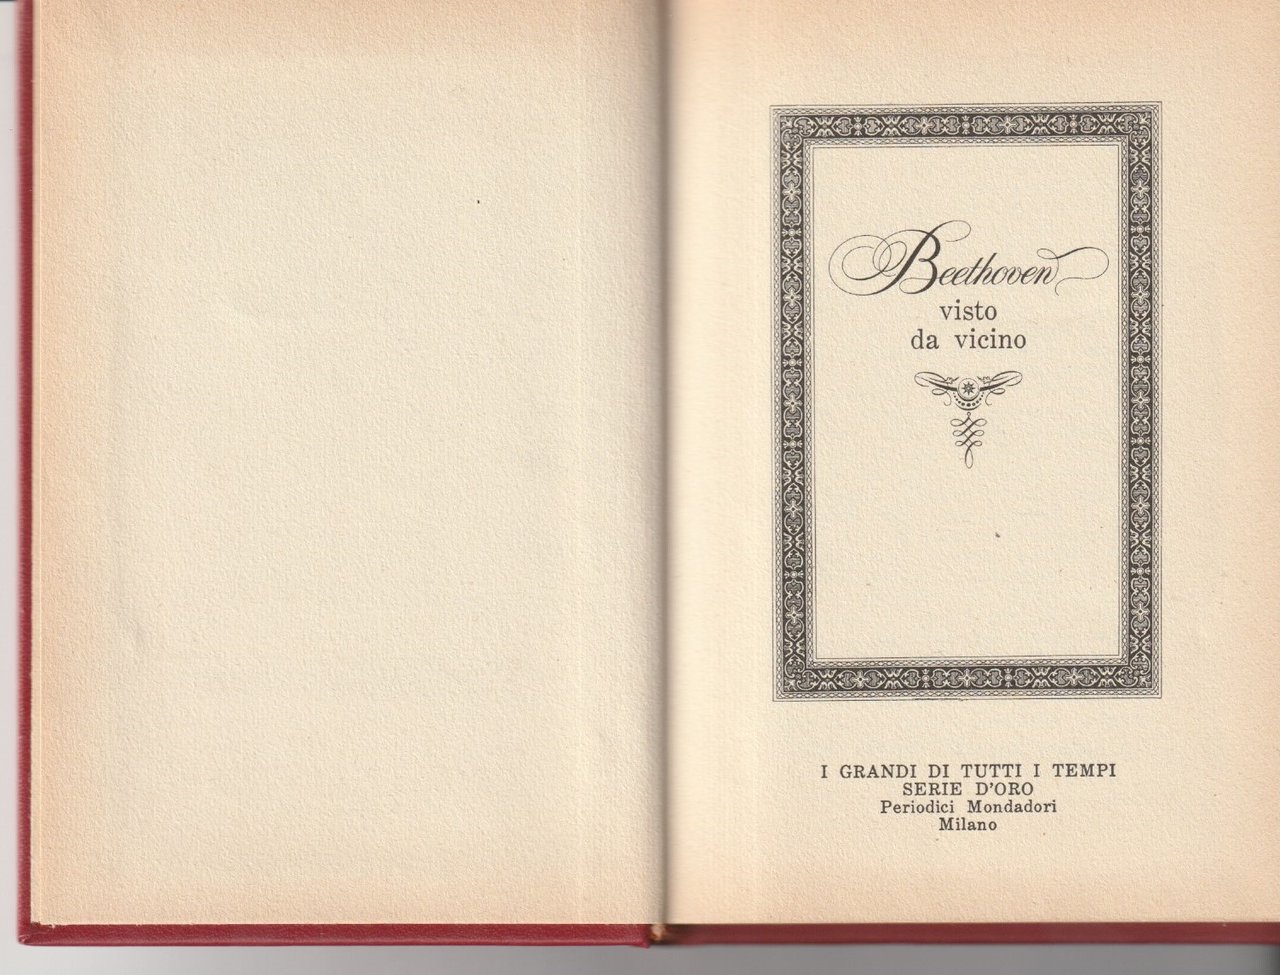 Beethoven
visto
da vicino
I GRANDI DI TUTTI I TEMPI
SERIE D'ORO
Periodici Mondadori
Milano